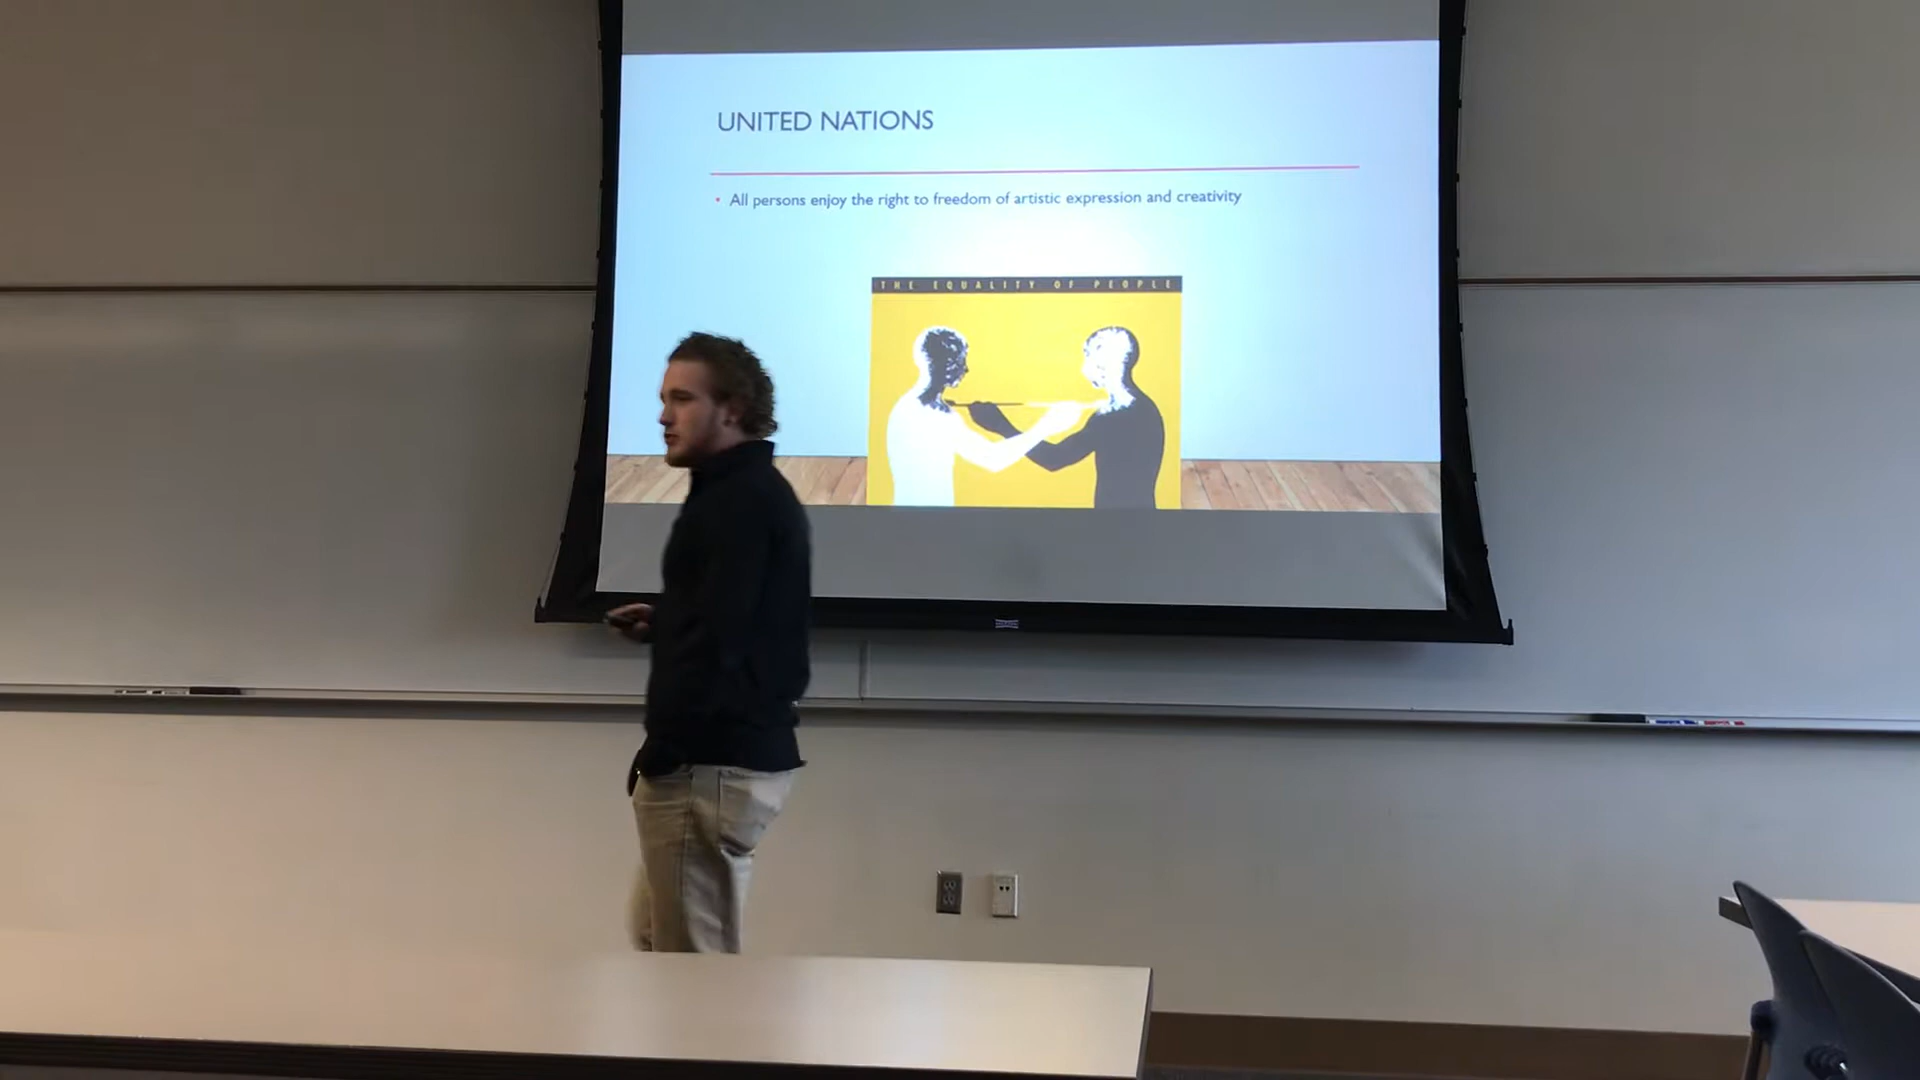 UNITED NATIONS
• All persons enjoy the right to freedom of artistic expression and creativity
THE EQUALITY OF PEOPLE